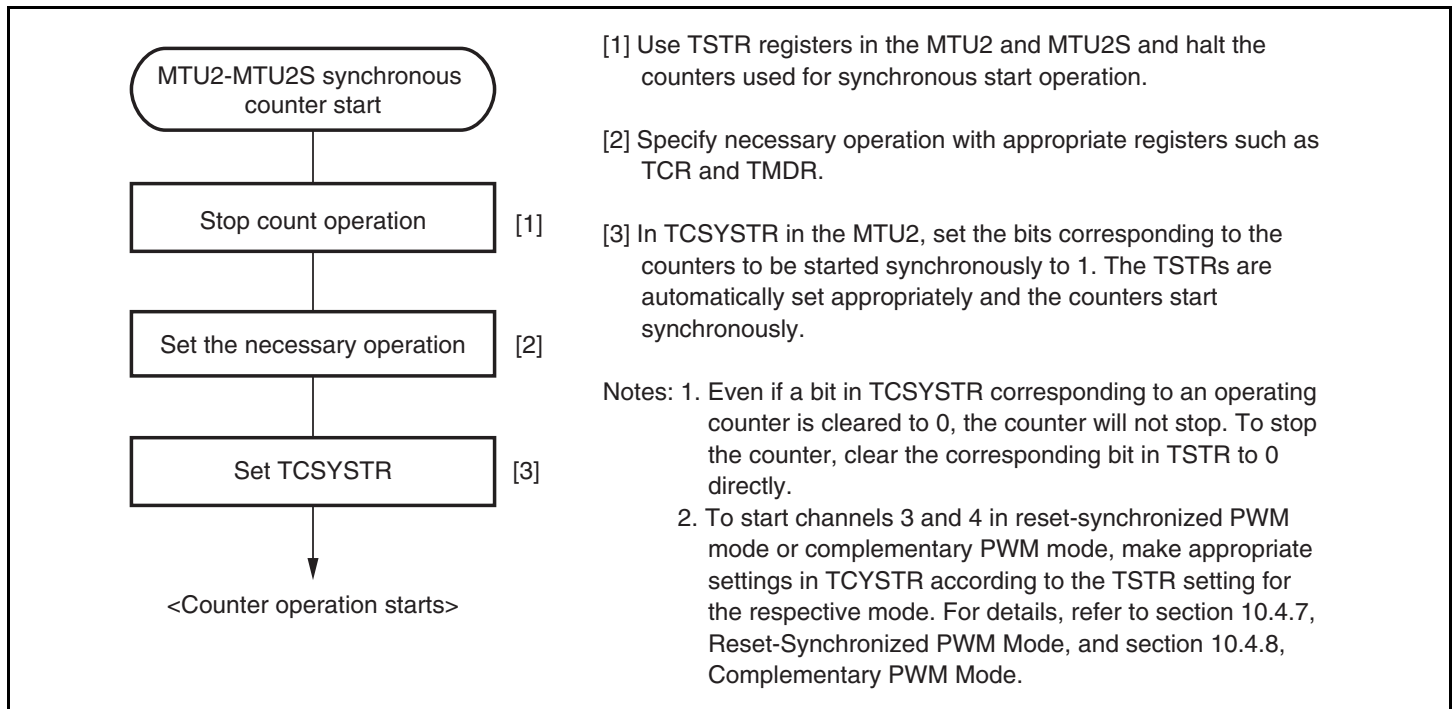 MTU2-MTU2S synchronous
counter start
Stop count operation
[1]
Set the necessary operation
[2]
Set TCSYSTR
[3]
<Counter operation starts>
[1] Use TSTR registers in the MTU2 and MTU2S and halt the
counters used for synchronous start operation.
[2] Specify necessary operation with appropriate registers such as
TCR and TMDR.
[3] In TCSYSTR in the MTU2, set the bits corresponding to the
counters to be started synchronously to 1. The TSTRs are
automatically set appropriately and the counters start
synchronously.
Notes: 1. Even if a bit in TCSYSTR corresponding to an operating
counter is cleared to 0, the counter will not stop. To stop
the counter, clear the corresponding bit in TSTR to 0
directly.
2. To start channels 3 and 4 in reset-synchronized PWM
mode or complementary PWM mode, make appropriate
settings in TCYSTR according to the TSTR setting for
the respective mode. For details, refer to section 10.4.7,
Reset-Synchronized PWM Mode, and section 10.4.8,
Complementary PWM Mode.